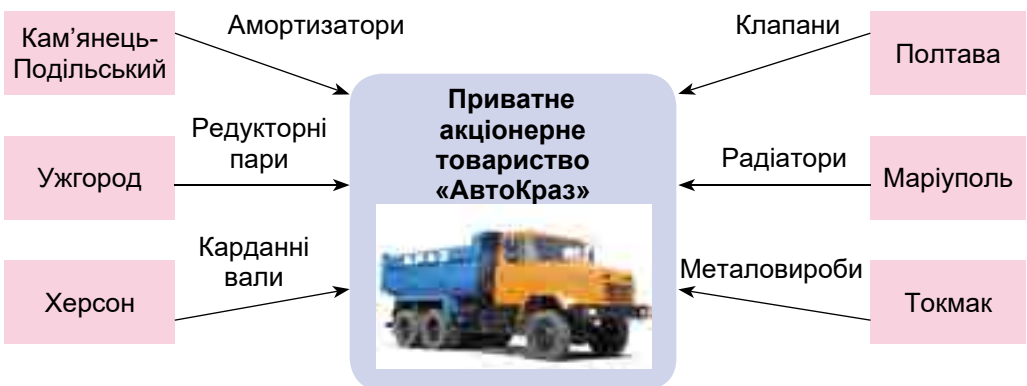 Кам’янець-
Подільський
Амортизатори
Клапани
Полтава
Приватне
акціонерне
товариство
«АвтоКраз»
Ужгород
Редукторні
пари
Радіатори
Маріуполь
Херсон
Карданні
вали
Металовироби
Токмак